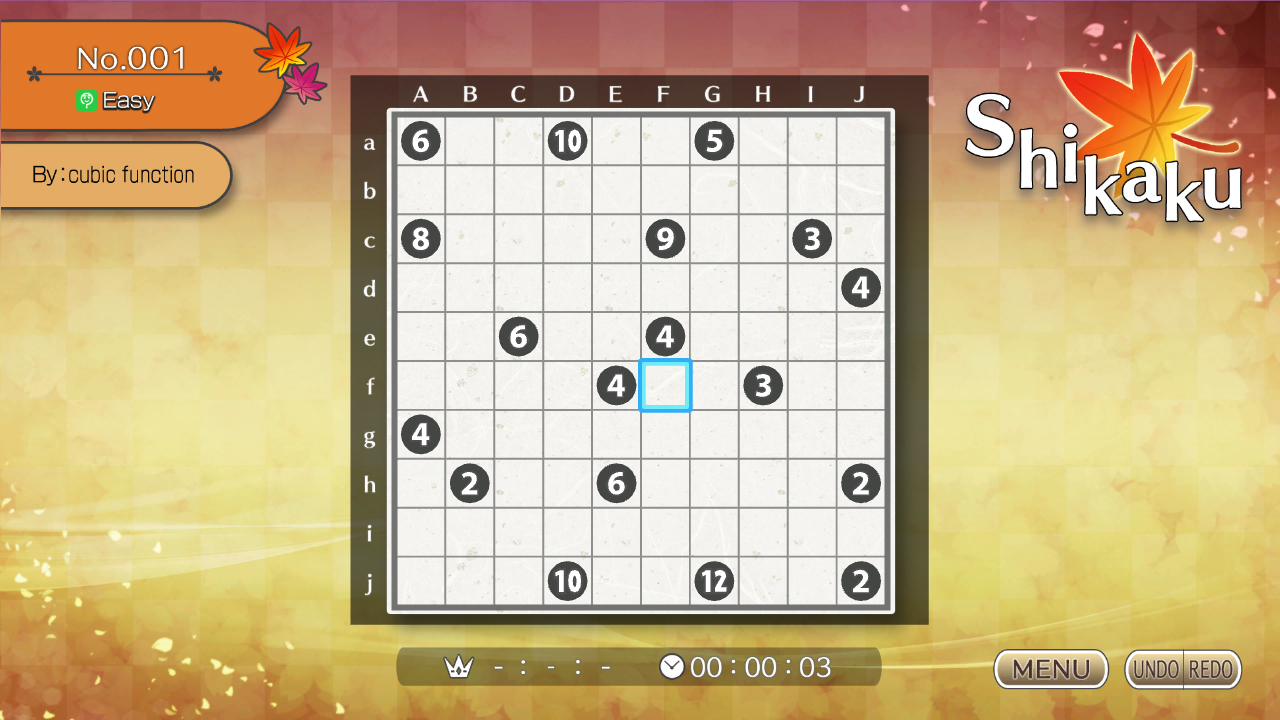 No.001
Easy
By:cubic function
Shikaku
A B C D E F G H I J
a 6 10 5
b
c 8 9 3
d 4
e 6 4
f 4 3
g 4
h 2 6 2
i
j 10 12 2
- : - : - 00:00:03
MENU UNDO REDO